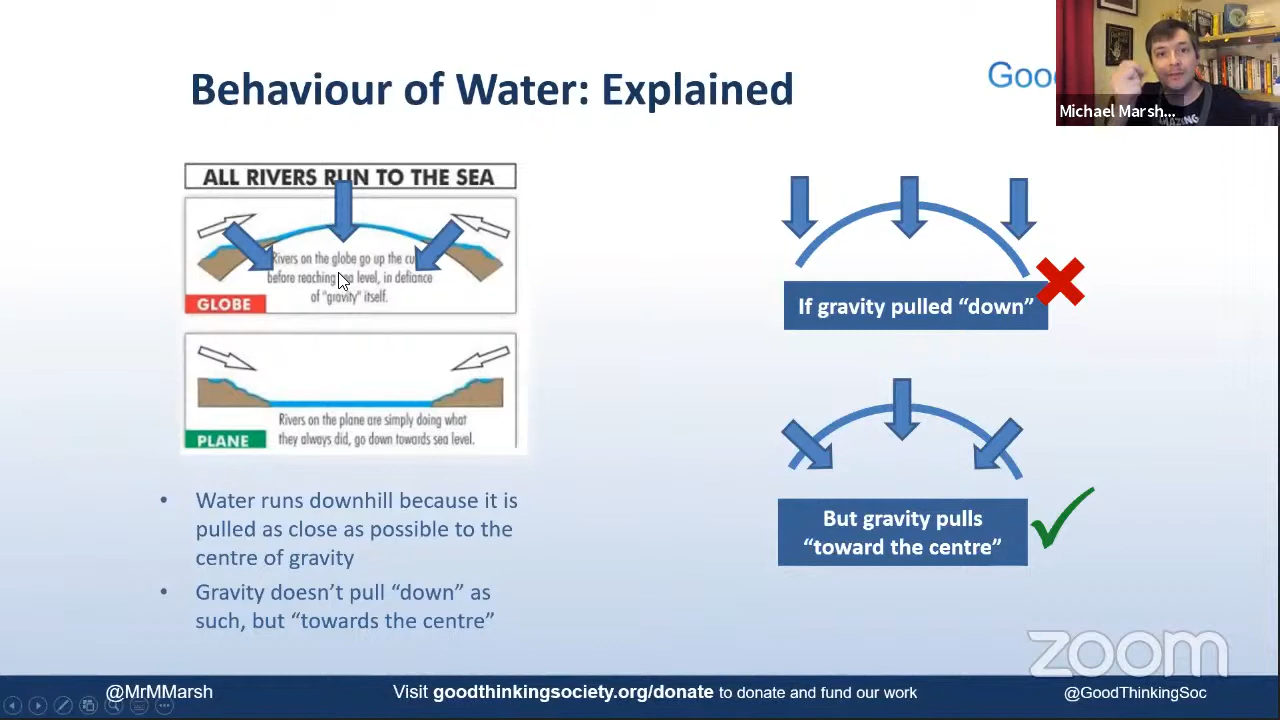 Behaviour of Water: Explained
Goo
Michael Marsh...
AMAZING
ALL RIVERS RUN TO THE SEA
Rivers on the globe go up the cu
before reaching level, in defiance
of "gravity" itself.
GLOBE
Rivers on the plane are simply doing what
they always did, go down towards sea level.
PLANE
• Water runs downhill because it is
pulled as close as possible to the
centre of gravity
• Gravity doesn't pull "down" as
such, but "towards the centre"
If gravity pulled "down"
But gravity pulls
"toward the centre"
zoom
@MrMMarsh
Visit goodthinkingsociety.org/donate to donate and fund our work
@GoodThinkingSoc